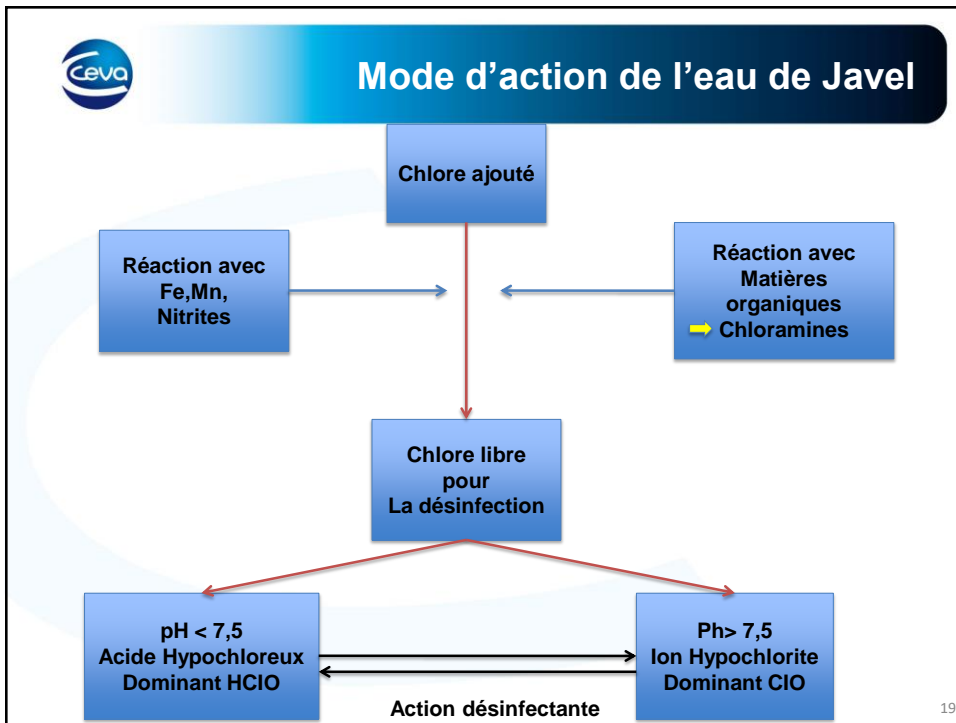 Ceva
Mode d'action de l'eau de Javel
Chlore ajouté
Réaction avec
Fe,Mn,
Nitrites
Réaction avec
Matières
organiques
Chloramines
Chlore libre
pour
La désinfection
pH < 7,5
Acide Hypochloreux
Dominant HClO
Ph> 7,5
Ion Hypochlorite
Dominant ClO
Action désinfectante
19